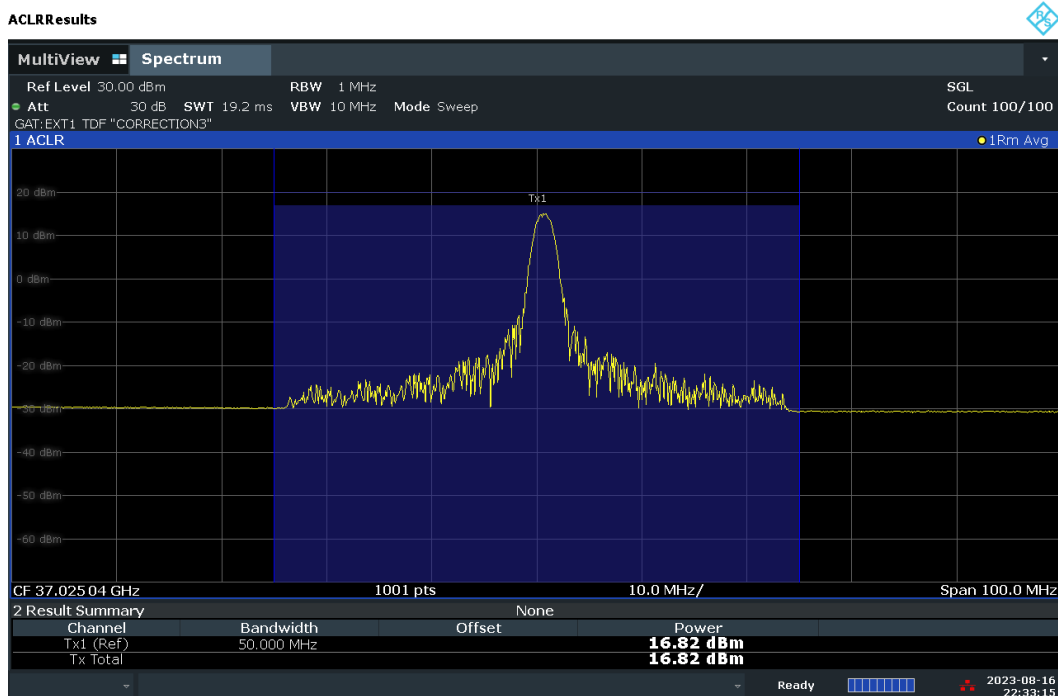 ACLRResults
R&S
MultiView Spectrum
Ref Level 30.00 dBm RBW 1 MHz SGL
Att 30 dB SWT 19.2 ms VBW 10 MHz Mode Sweep Count 100/100
GAT:EXT1 TDF "CORRECTION3"
1 ACLR 1Rm Avg
20 dBm
Tx1
10 dBm
0 dBm
-10 dBm
-20 dBm
-30 dBm
-40 dBm
-50 dBm
-60 dBm
CF 37.02504 GHz 1001 pts 10.0 MHz/ Span 100.0 MHz
2 Result Summary None
Channel Bandwidth Offset Power
Tx1 (Ref) 50.000 MHz 16.82 dBm
Tx Total 16.82 dBm
Ready 2023-08-16
22:33:15